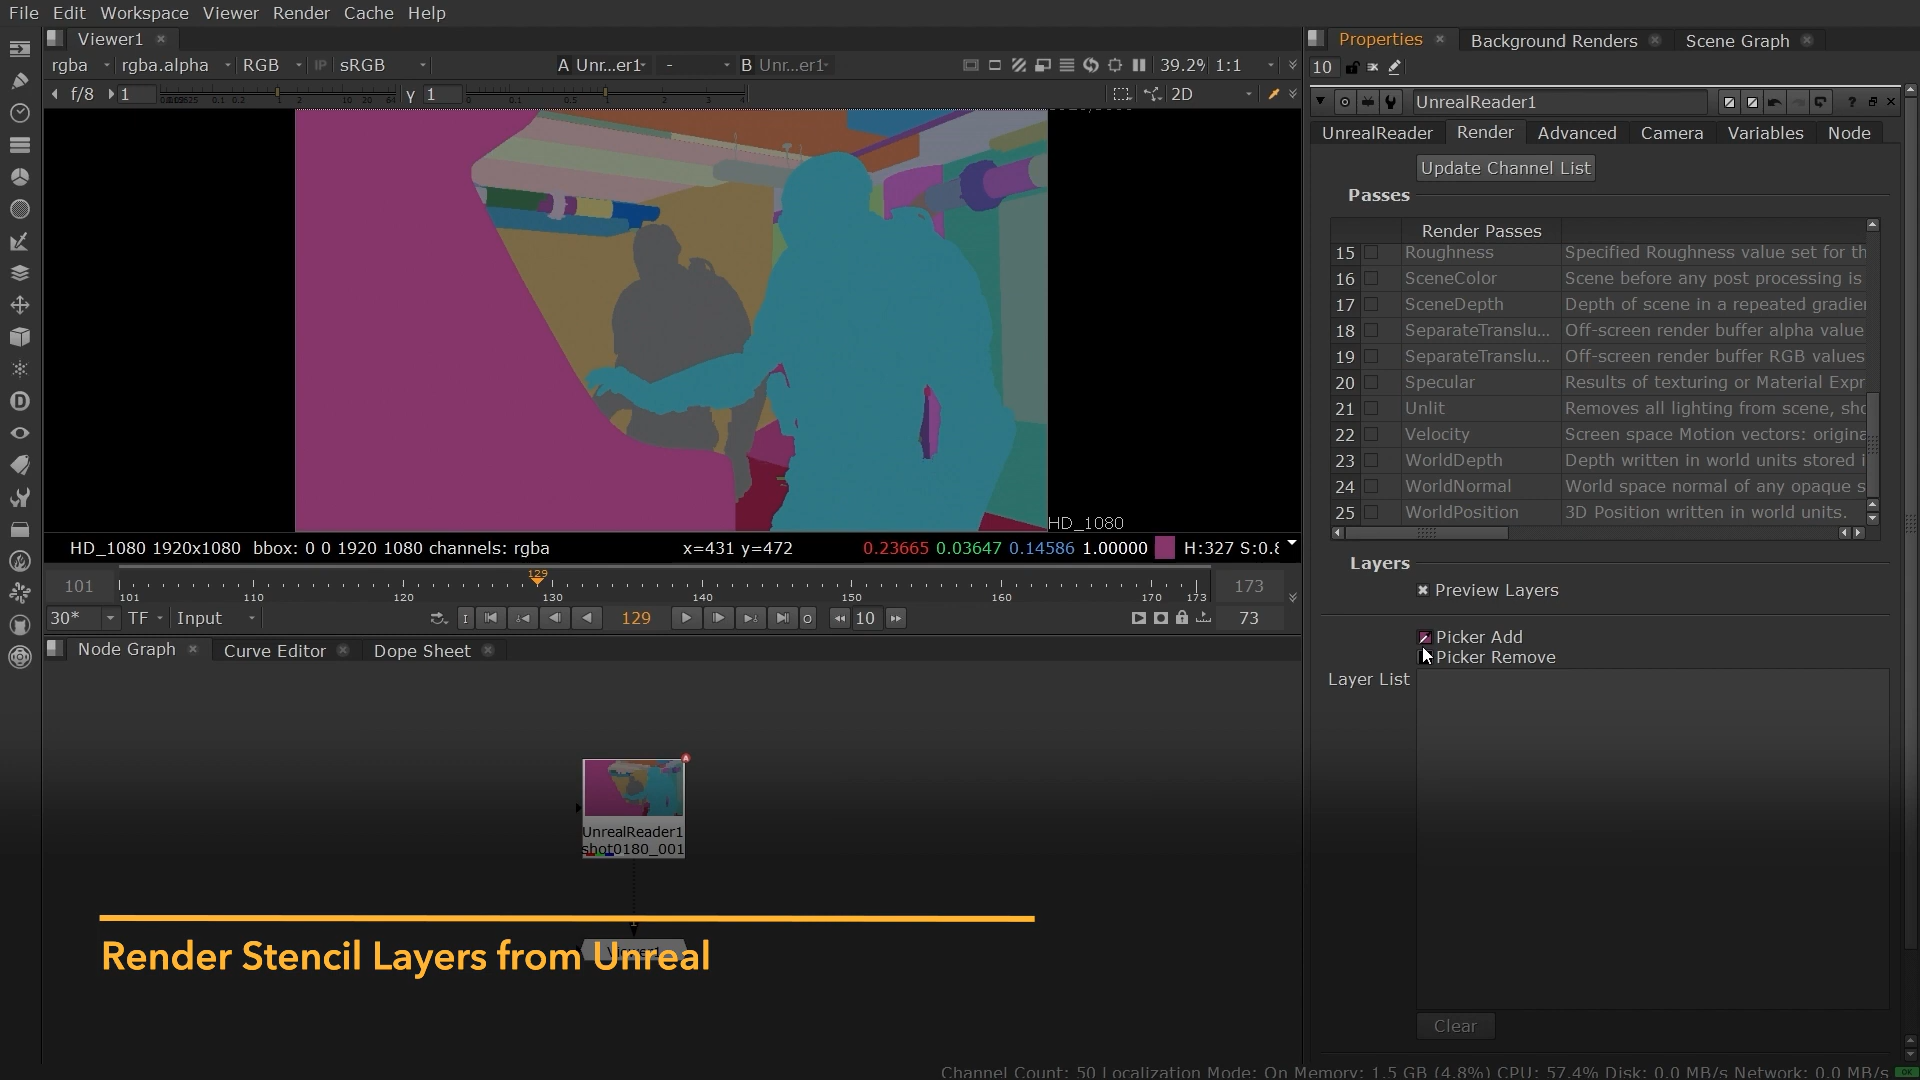 File Edit Workspace Viewer Render Cache Help
Viewer1
rgba rgba.alpha RGB IP sRGB A Unr...er1 - B Unr...er1 39.2% 1:1
f/8 1 γ 1 2D
HD_1080
HD_1080 1920x1080 bbox: 0 0 1920 1080 channels: rgba x=431 y=472 0.23665 0.03647 0.14586 1.00000 H:327 S:0.8
101 129 173
101 110 120 130 140 150 160 170 173
30* TF Input I 129 O 10 73
Node Graph Curve Editor Dope Sheet
UnrealReader1
shot0180_001
Viewer1
Render Stencil Layers from Unreal
Properties Background Renders Scene Graph
10
UnrealReader1
UnrealReader Render Advanced Camera Variables Node
Update Channel List
Passes
Render Passes
15 Roughness Specified Roughness value set for th
16 SceneColor Scene before any post processing is
17 SceneDepth Depth of scene in a repeated gradier
18 SeparateTranslu... Off-screen render buffer alpha value
19 SeparateTranslu... Off-screen render buffer RGB values
20 Specular Results of texturing or Material Expr
21 Unlit Removes all lighting from scene, sho
22 Velocity Screen space Motion vectors: origina
23 WorldDepth Depth written in world units stored i
24 WorldNormal World space normal of any opaque s
25 WorldPosition 3D Position written in world units.
Layers
Preview Layers
Picker Add
Picker Remove
Layer List
Clear
Channel Count: 50 Localization Mode: On Memory: 1.5 GB (4.8%) CPU: 57.4% Disk: 0.0 MB/s Network: 0.0 MB/s